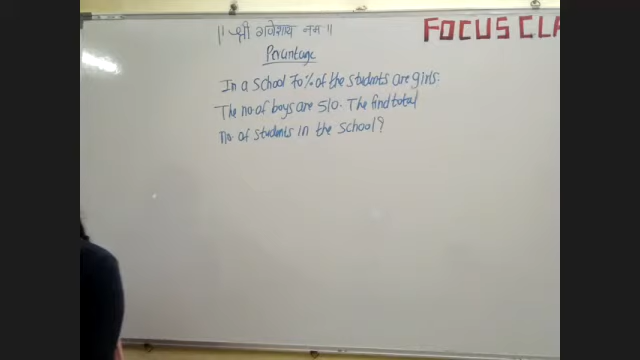 || श्री गणेशाय नमः ||
FOCUS CLA
Percentage
In a school 70% of the students are girls.
The no. of boys are 510. The find total
no. of students in the school?